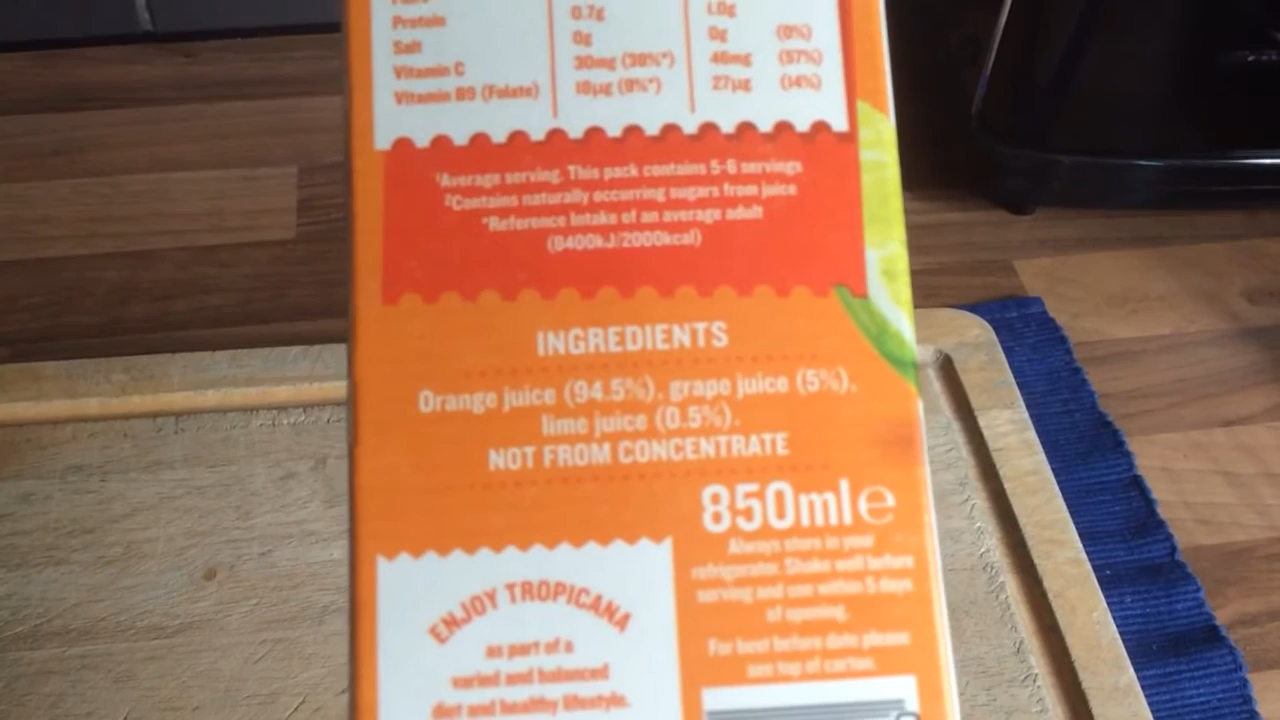 Protein 0.7g 1.0g
Salt 0g 0g (0%)
Vitamin C 30mg (38%*) 46mg (57%)
Vitamin B9 (Folate) 18µg (9%*) 27µg (14%)
¹Average serving. This pack contains 5-6 servings
²Contains naturally occurring sugars from juice
*Reference Intake of an average adult
(8400kJ/2000kcal)
INGREDIENTS
Orange juice (94.5%), grape juice (5%),
lime juice (0.5%).
NOT FROM CONCENTRATE
850ml e
Always store in your
refrigerator. Shake well before
serving and use within 5 days
of opening.
For best before date please
see top of carton.
ENJOY TROPICANA
as part of a
varied and balanced
diet and healthy lifestyle.